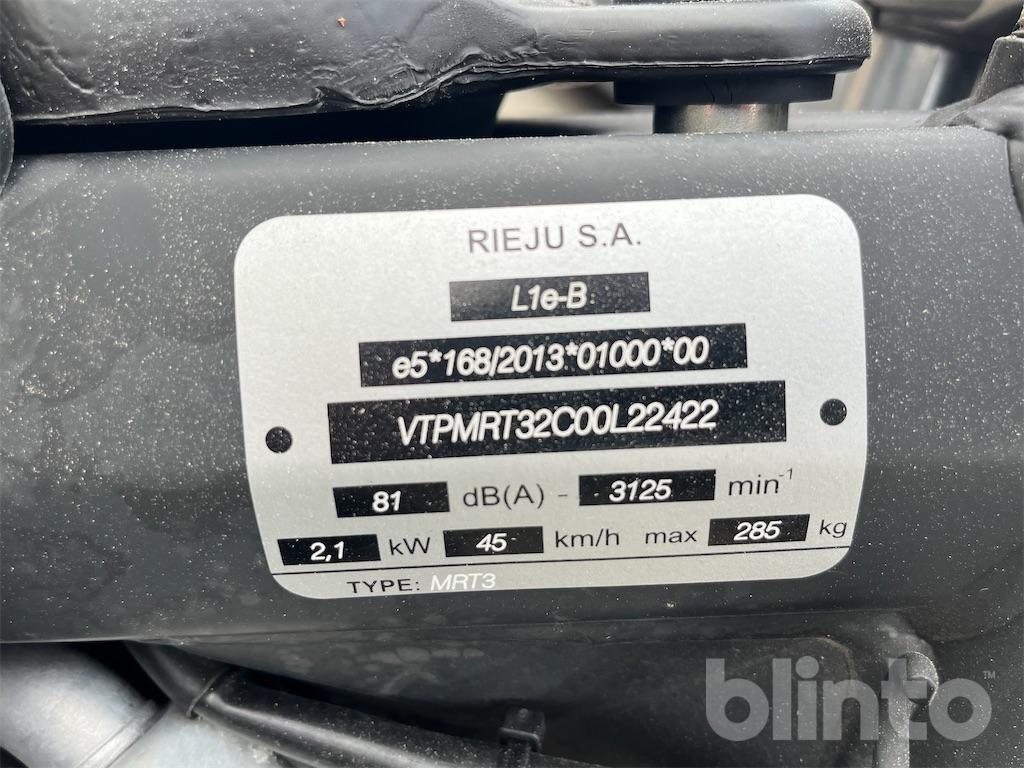 RIEJU S.A.
L1e-B
e5*168/2013*01000*00
VTPMRT32C00L22422
81 dB(A) - 3125 min-1
2,1 kW 45 km/h max 285 kg
TYPE: MRT3
blinto™